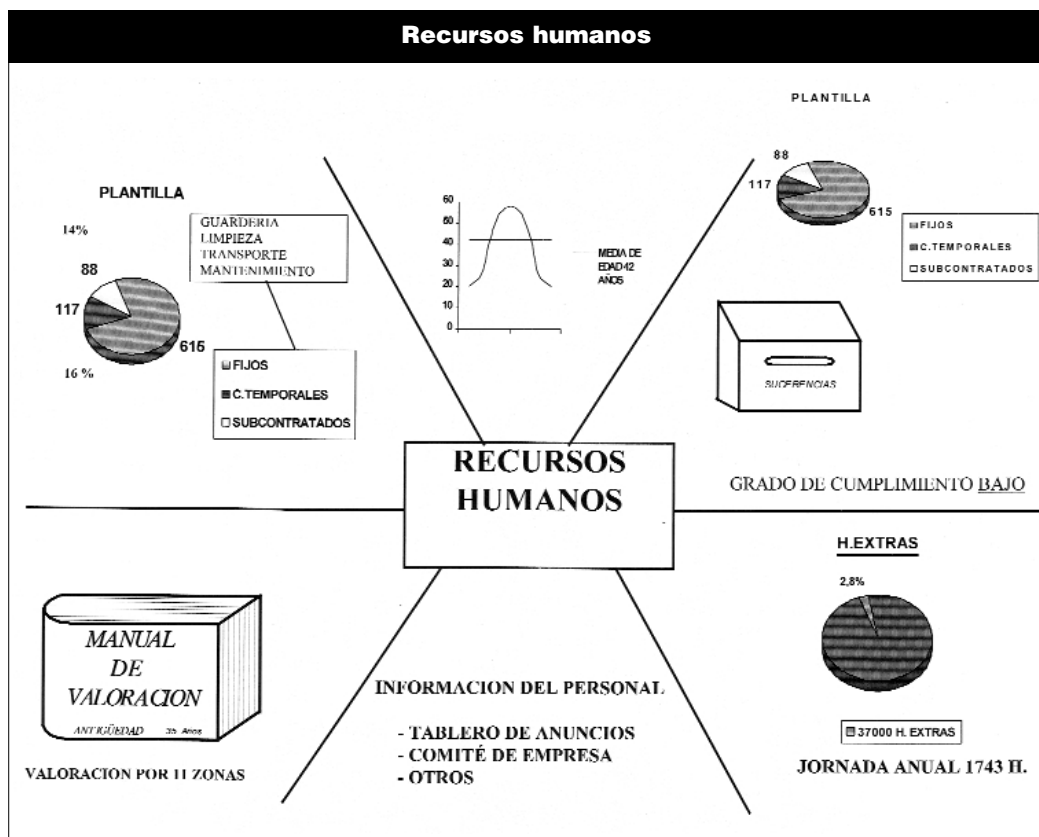 Recursos humanos
PLANTILLA
14%
88
117
615
16 %
GUARDERIA
LIMPIEZA
TRANSPORTE
MANTENIMIENTO
FIJOS
C.TEMPORALES
SUBCONTRATADOS
60
50
40
30
20
10
0
MEDIA DE
EDAD 42
AÑOS
PLANTILLA
88
117
615
FIJOS
C.TEMPORALES
SUBCONTRATADOS
SUGERENCIAS
GRADO DE CUMPLIMIENTO BAJO
RECURSOS
HUMANOS
MANUAL
DE
VALORACION
ANTIGÜEDAD 35 Años
VALORACION POR 11 ZONAS
INFORMACION DEL PERSONAL
- TABLERO DE ANUNCIOS
- COMITÉ DE EMPRESA
- OTROS
H.EXTRAS
2,8%
37000 H. EXTRAS
JORNADA ANUAL 1743 H.